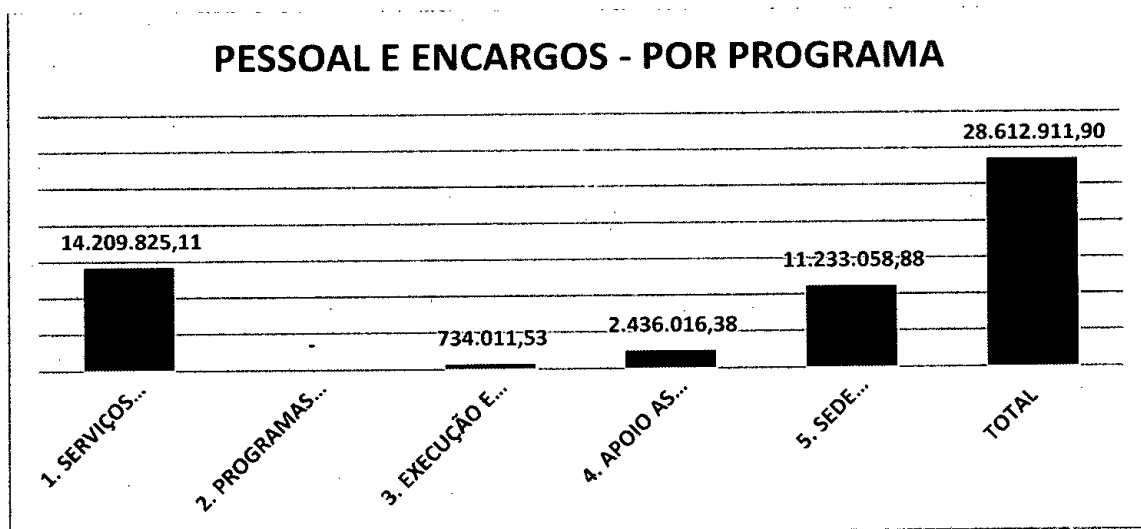 PESSOAL E ENCARGOS - POR PROGRAMA
28.612.911,90
14.209.825,11
11.233.058,88
734.011,53
2.436.016,38
-
1. SERVIÇOS...
2. PROGRAMAS...
3. EXECUÇÃO E...
4. APOIO AS...
5. SEDE...
TOTAL